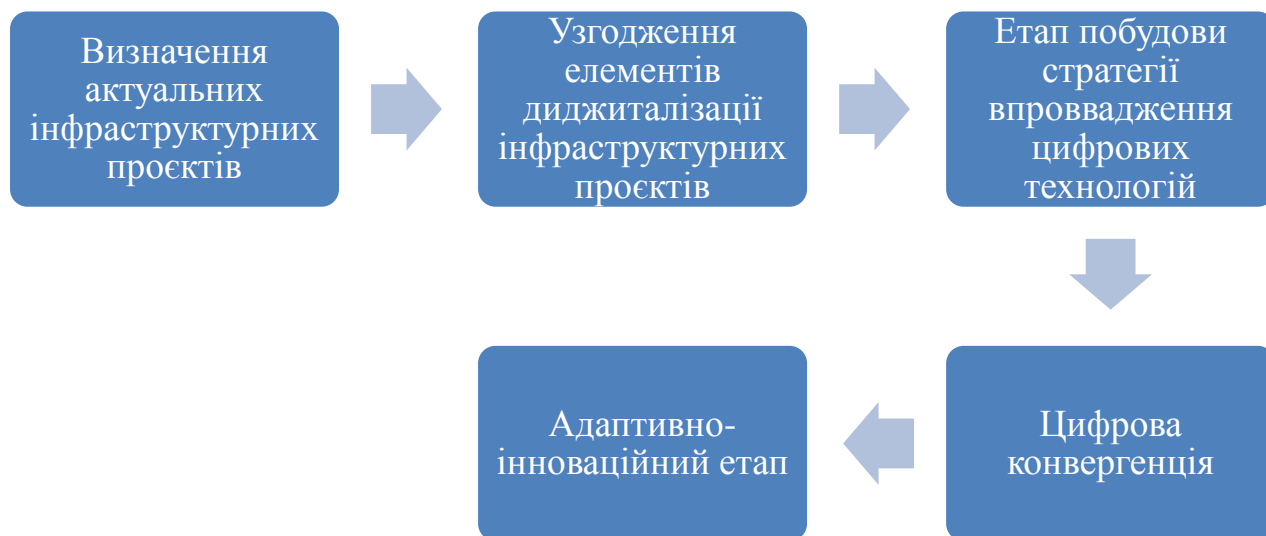 Визначення
актуальних
інфраструктурних
проєктів
Узгодження
елементів
диджиталізації
інфраструктурних
проєктів
Етап побудови
стратегії
впроввадження
цифрових
технологій
Адаптивно-
інноваційний етап
Цифрова
конвергенція